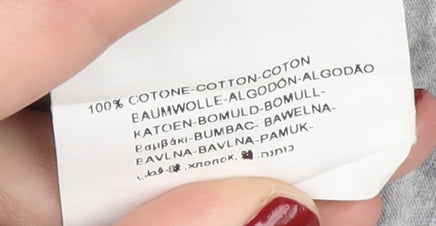 100% COTONE-COTTON-COTON
BAUMWOLLE-ALGODÓN-ALGODÃO
KATOEN-BOMULD-BOMULL-
Βαμβάκι-BUMBAC- BAWEŁNA-
BAVLNA-BAVLNA-PAMUK-
хлопок, כותנה.